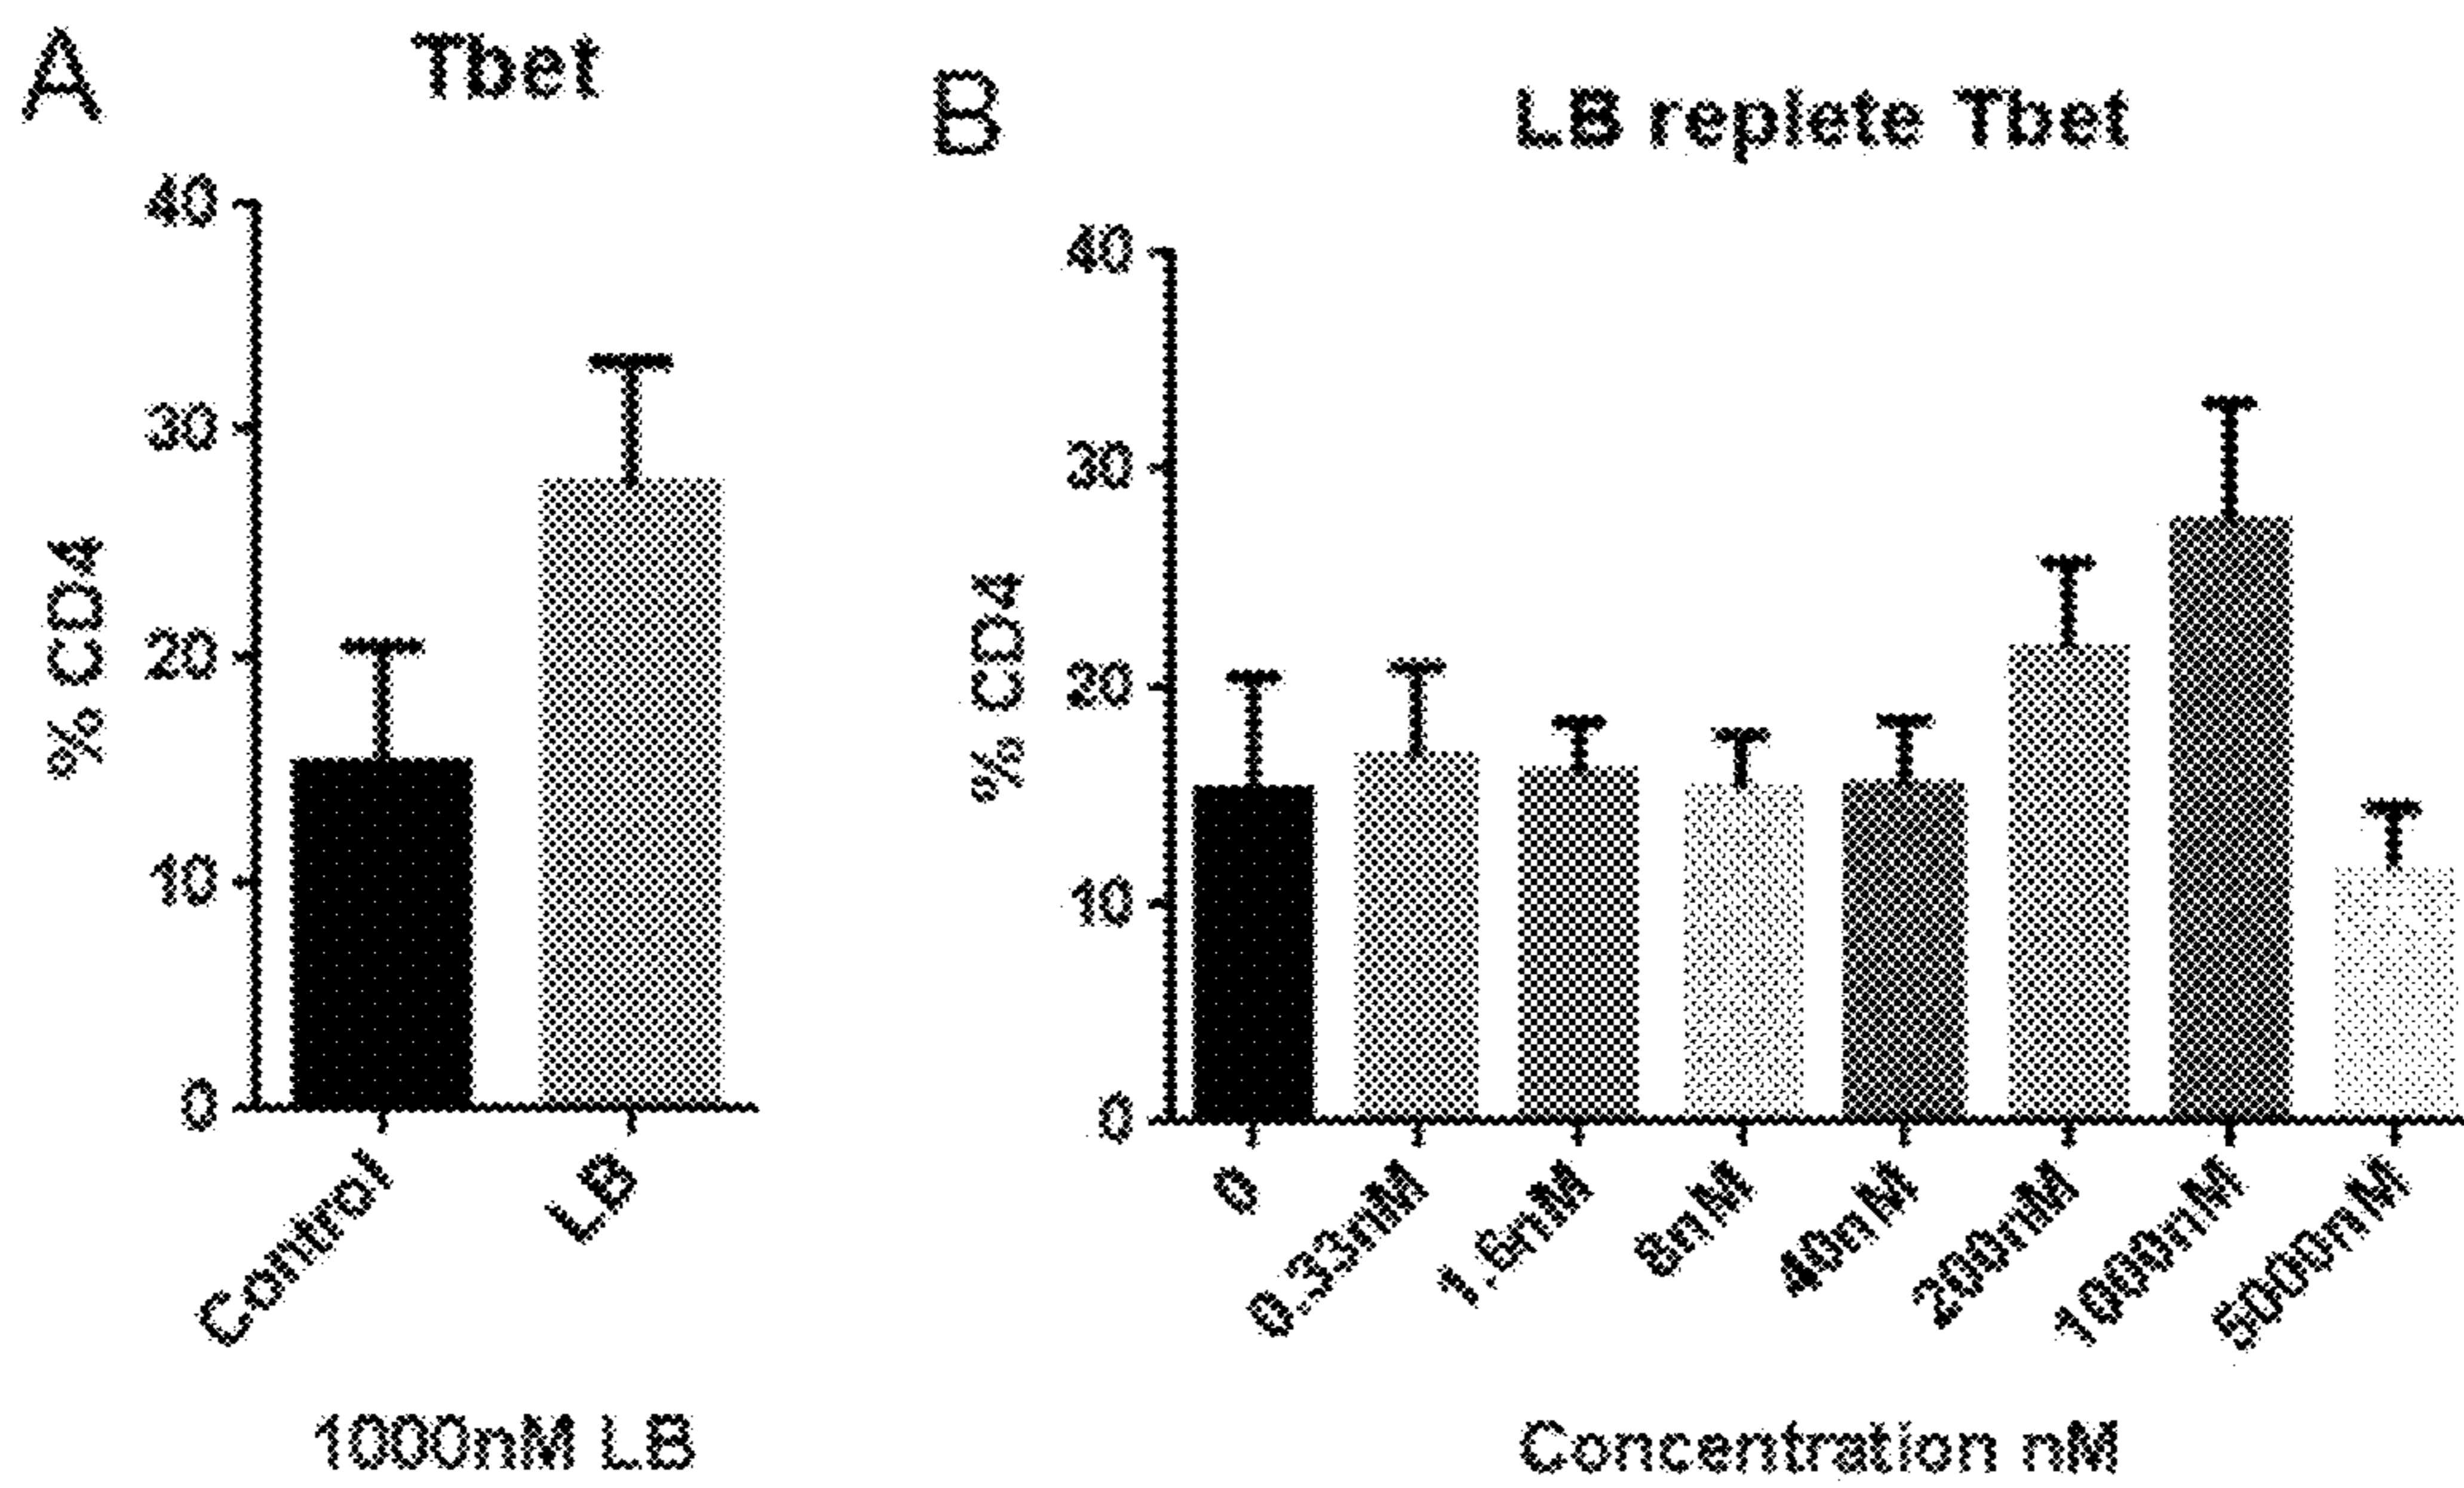 A
Tbet
40
30
20
10
0
% CD4
Control
LB
1000nM LB
B
LB replete Tbet
40
30
20
10
0
% CD4
0
0.33nM
1.6nM
8nM
40nM
200nM
1000nM
5000nM
Concentration nM